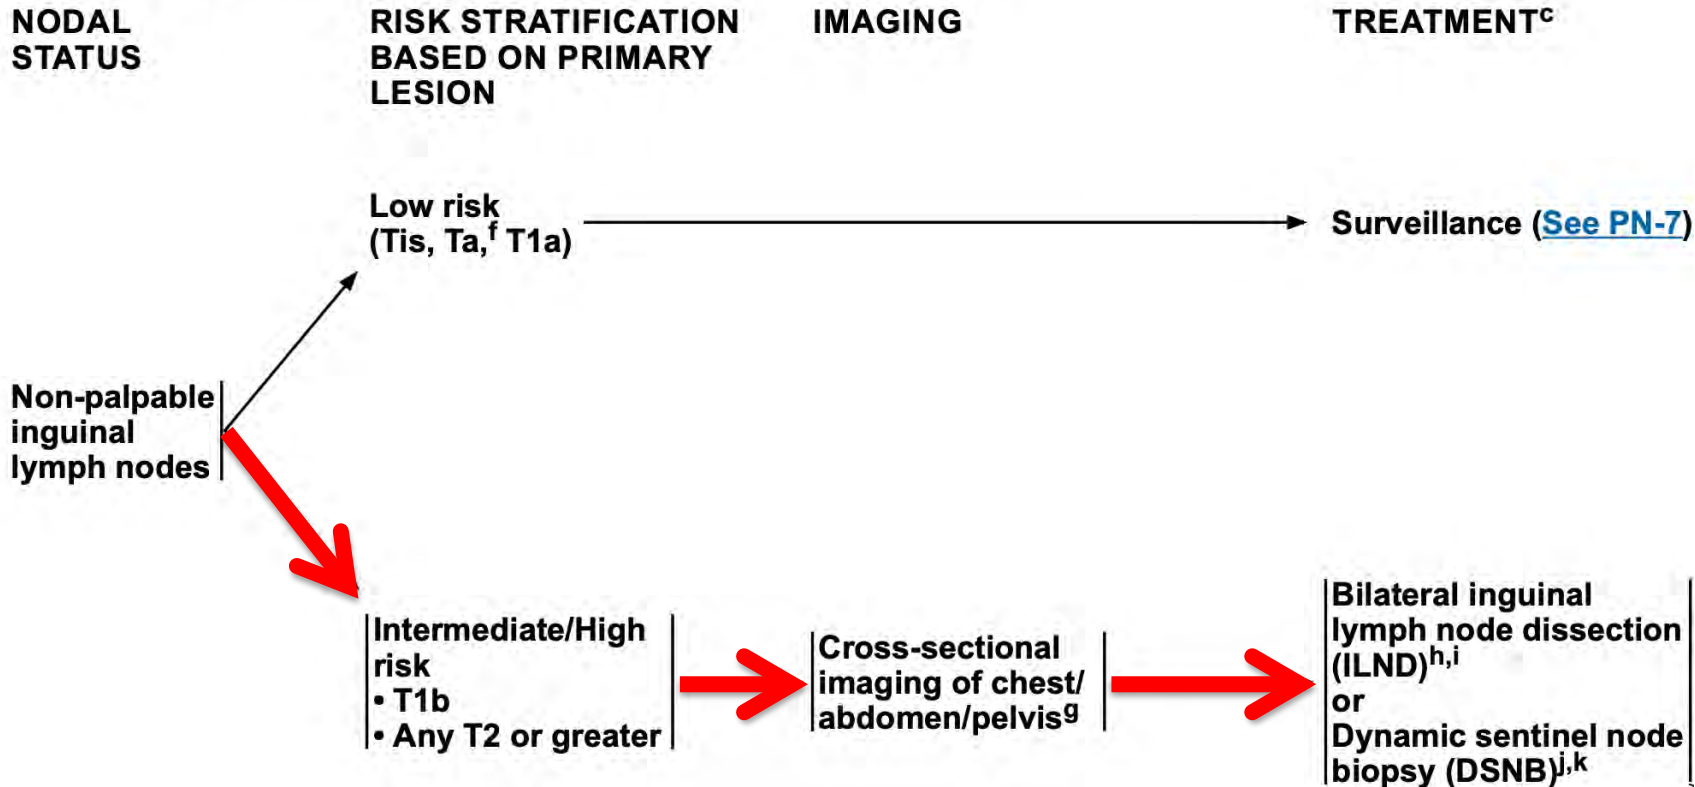 NODAL
STATUS
RISK STRATIFICATION
BASED ON PRIMARY
LESION
IMAGING
TREATMENTᶜ
Low risk
(Tis, Ta,ᶠ T1a)
Surveillance (See PN-7)
Non-palpable
inguinal
lymph nodes
Intermediate/High
risk
• T1b
• Any T2 or greater
Cross-sectional
imaging of chest/
abdomen/pelvisᵍ
Bilateral inguinal
lymph node dissection
(ILND)ʰ,ⁱ
or
Dynamic sentinel node
biopsy (DSNB)ʲ,ᵏ